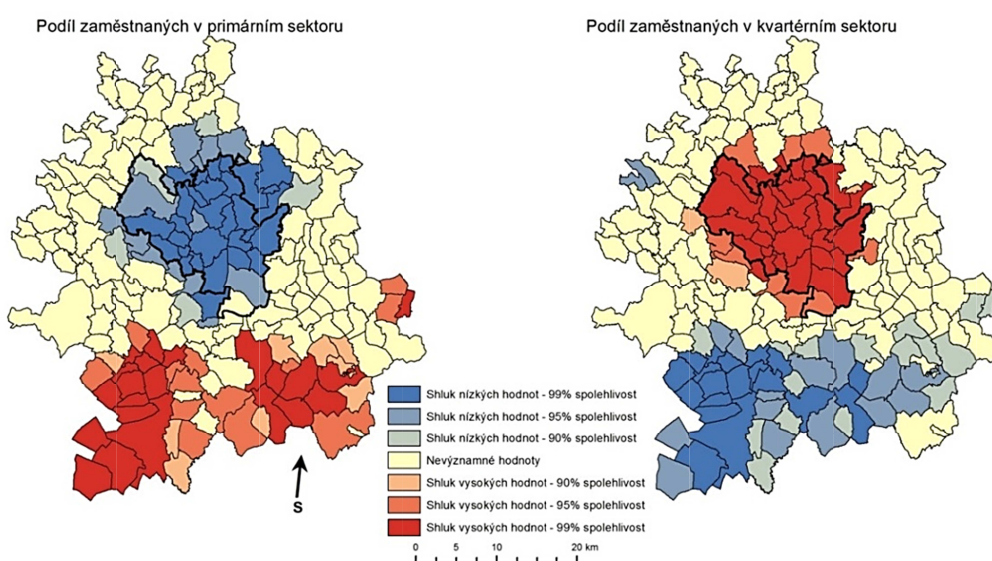 Podíl zaměstnaných v primárním sektoru
Podíl zaměstnaných v kvartérním sektoru
Shluk nízkých hodnot - 99% spolehlivost
Shluk nízkých hodnot - 95% spolehlivost
Shluk nízkých hodnot - 90% spolehlivost
Nevýznamné hodnoty
Shluk vysokých hodnot - 90% spolehlivost
Shluk vysokých hodnot - 95% spolehlivost
Shluk vysokých hodnot - 99% spolehlivost
S
0 5 10 20 km